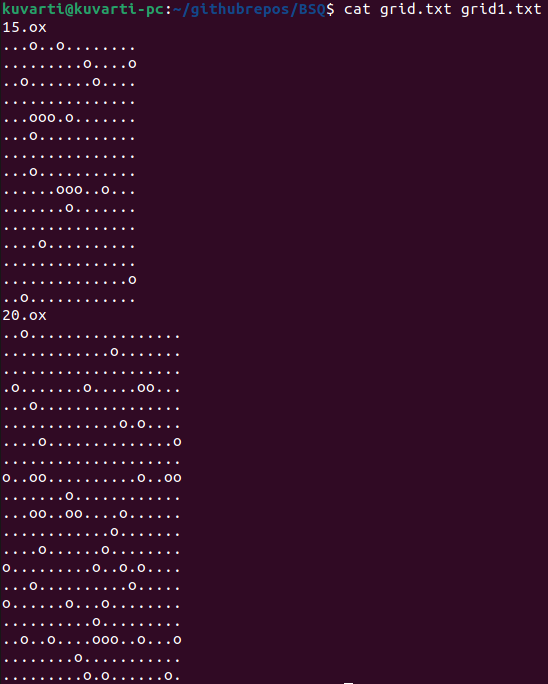 kuvarti@kuvarti-pc:~/githubrepos/BSQ$ cat grid.txt grid1.txt
15.ox
...o..o........
.........o....o
..o.......o....
...............
...ooo.o.......
...o...........
...............
...o...........
......ooo..o...
.......o.......
...............
....o..........
...............
..............o
..o............
20.ox
..o.................
............o.......
....................
.o.......o.....oo...
...o................
.............o.o....
....o..............o
....................
o..oo..........o..oo
.......o............
...oo..oo....o......
............o.......
....o......o........
o.........o..o.o....
...o..........o.....
o......o...o........
..........o.........
..o..o....ooo..o...o
........o...........
.........o.o......o.